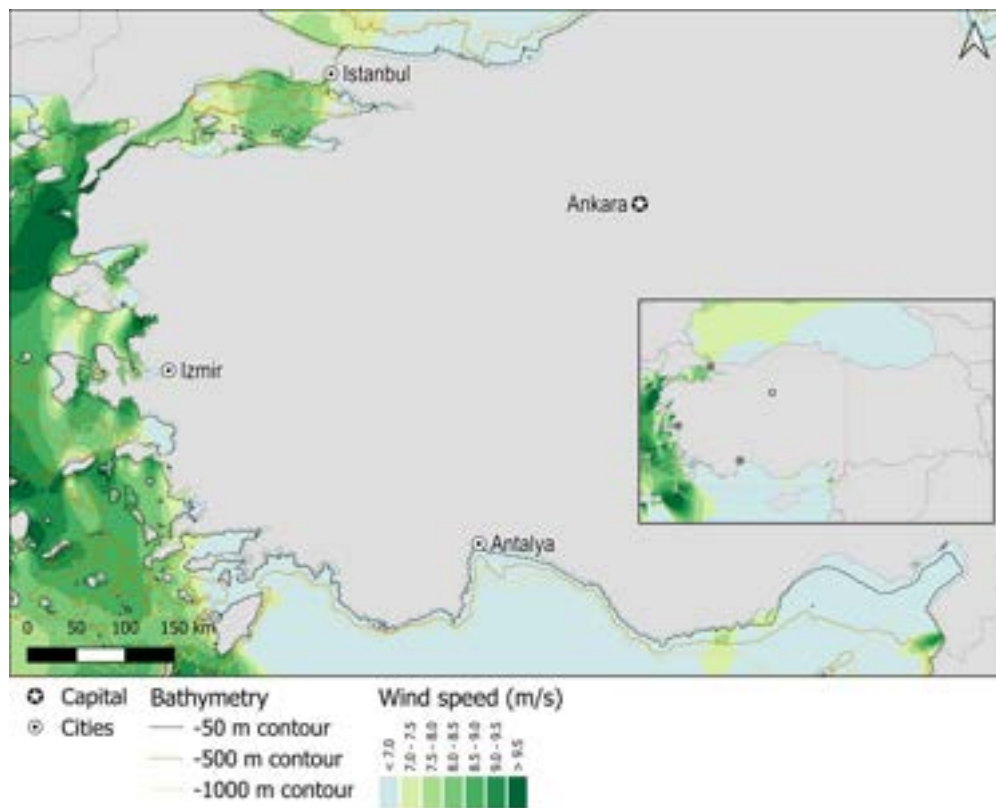 Istanbul
Ankara
Izmir
Antalya
0 50 100 150 km
Capital
Cities
Bathymetry
-50 m contour
-500 m contour
-1000 m contour
Wind speed (m/s)
< 7.0
7.0 - 7.5
7.5 - 8.0
8.0 - 8.5
8.5 - 9.0
9.0 - 9.5
> 9.5